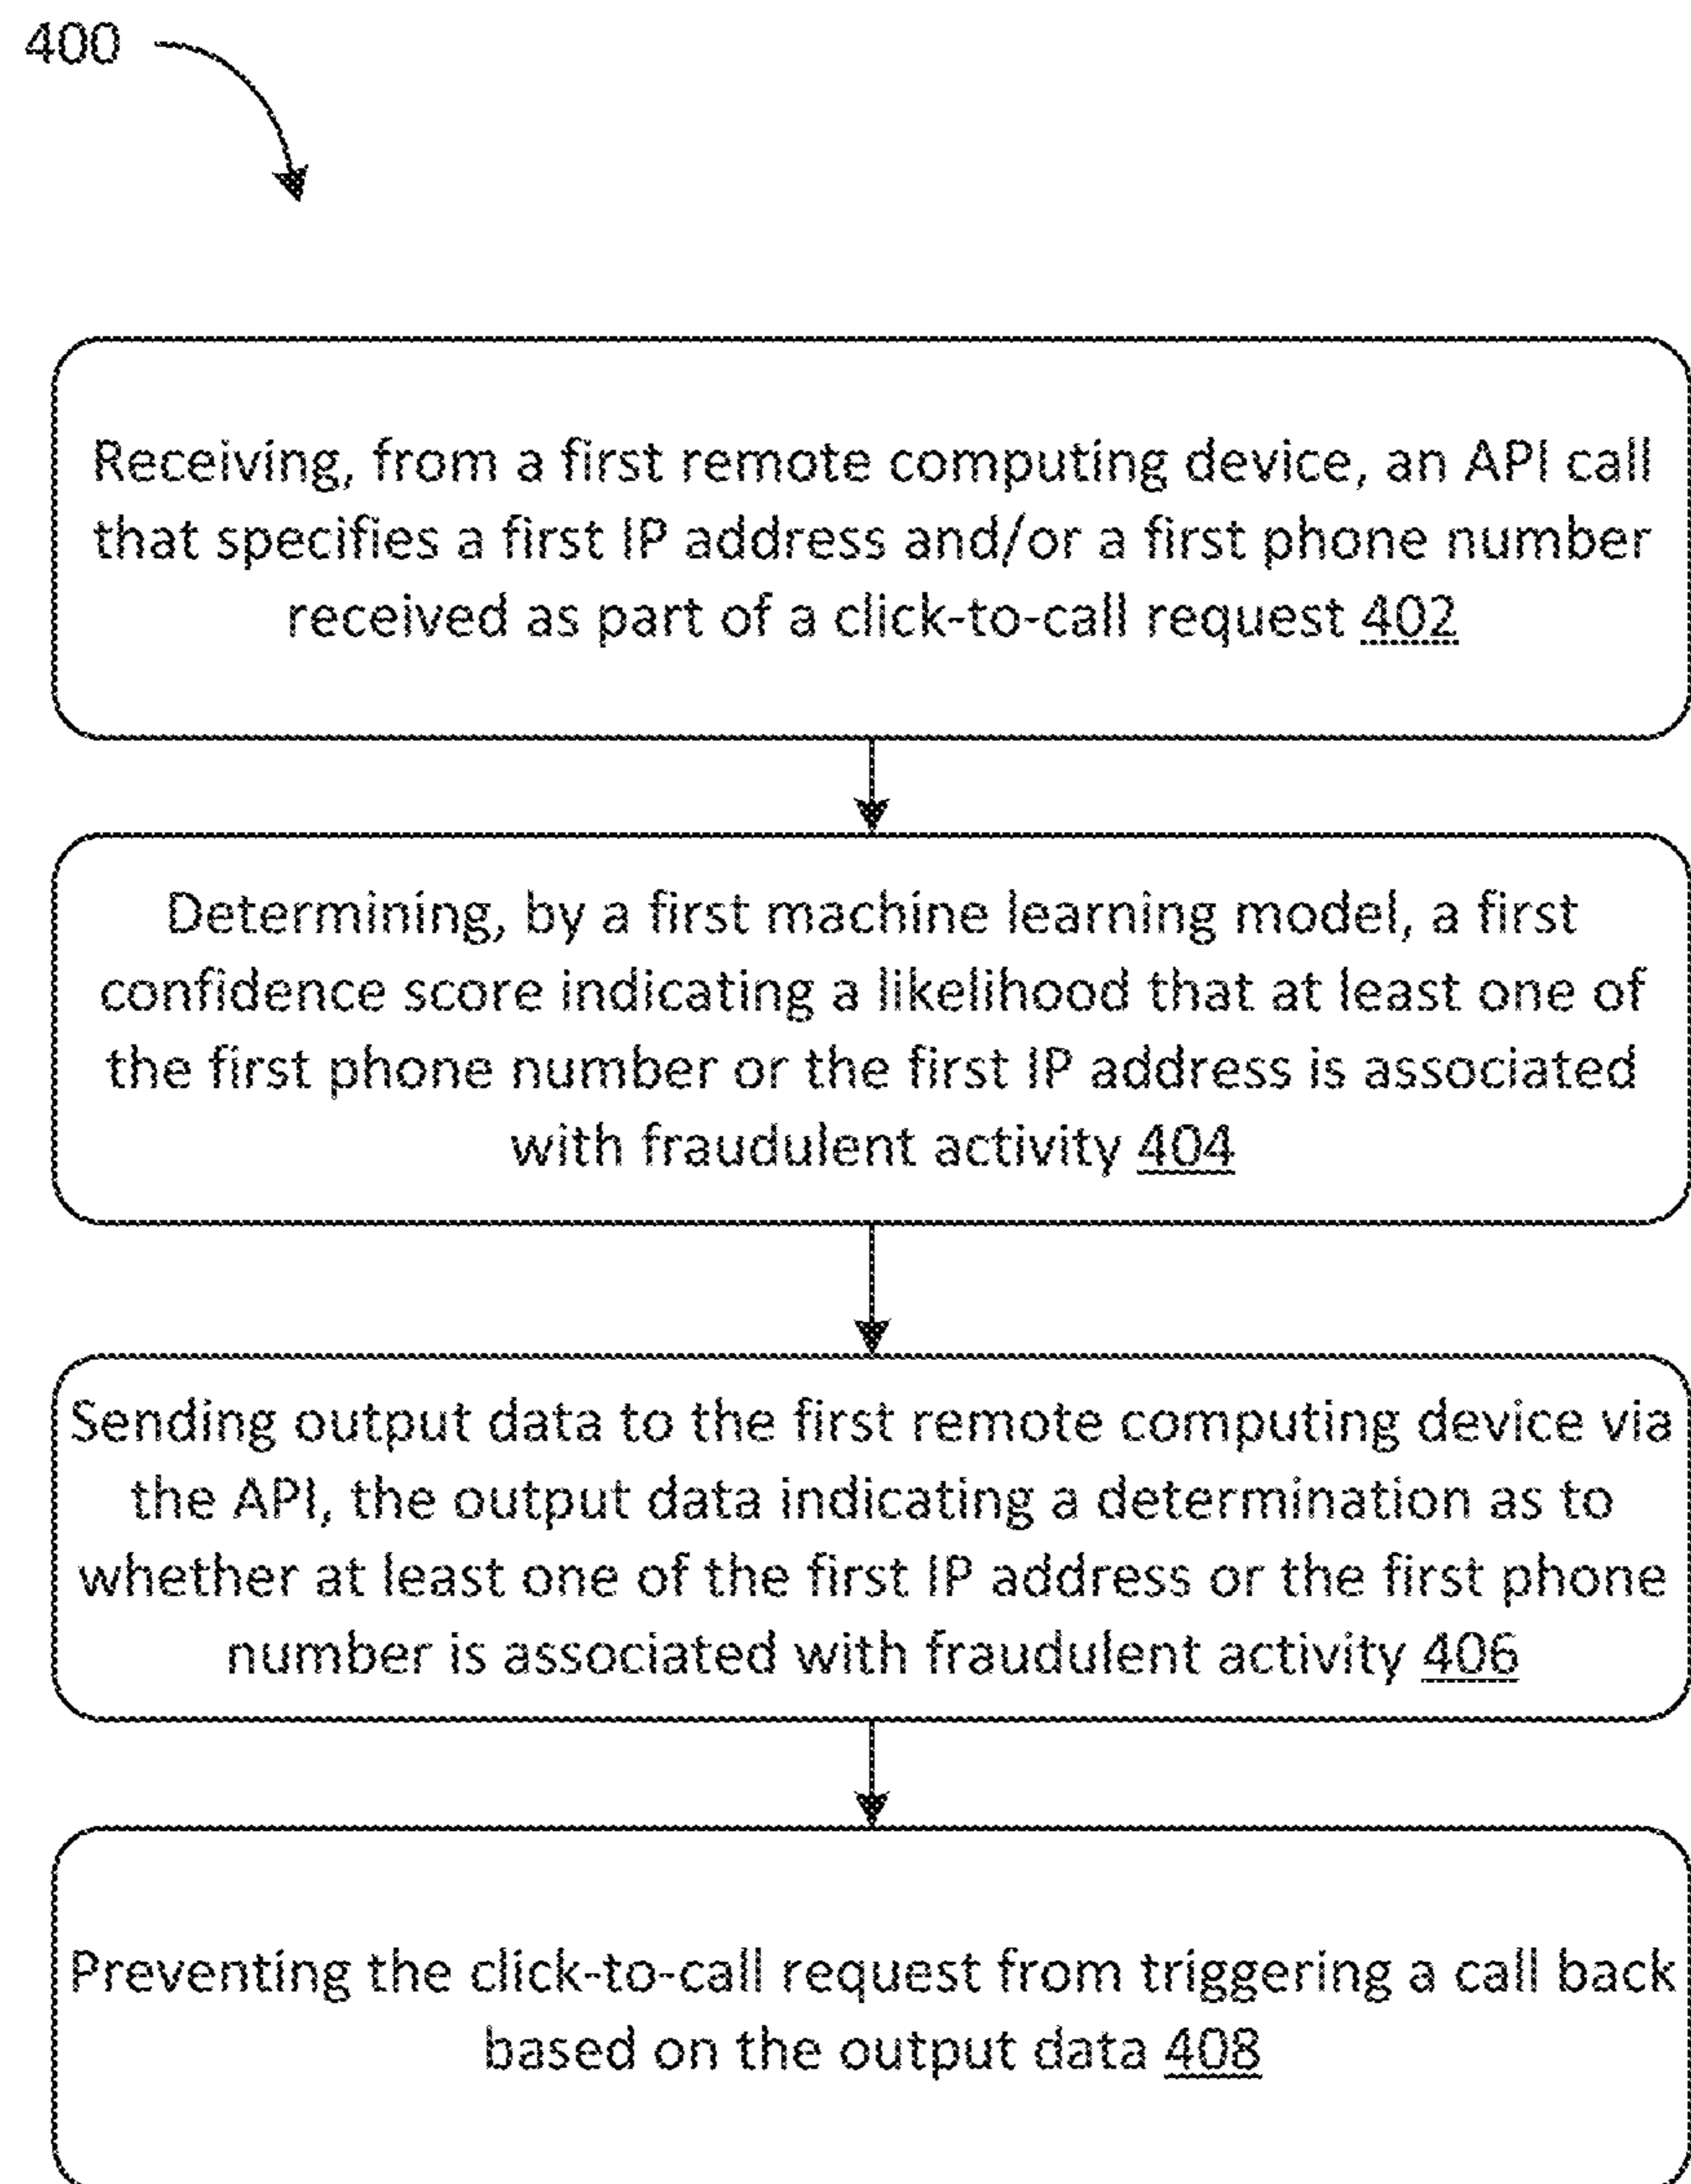 400
Receiving, from a first remote computing device, an API call
that specifies a first IP address and/or a first phone number
received as part of a click-to-call request 402
Determining, by a first machine learning model, a first
confidence score indicating a likelihood that at least one of
the first phone number or the first IP address is associated
with fraudulent activity 404
Sending output data to the first remote computing device via
the API, the output data indicating a determination as to
whether at least one of the first IP address or the first phone
number is associated with fraudulent activity 406
Preventing the click-to-call request from triggering a call back
based on the output data 408